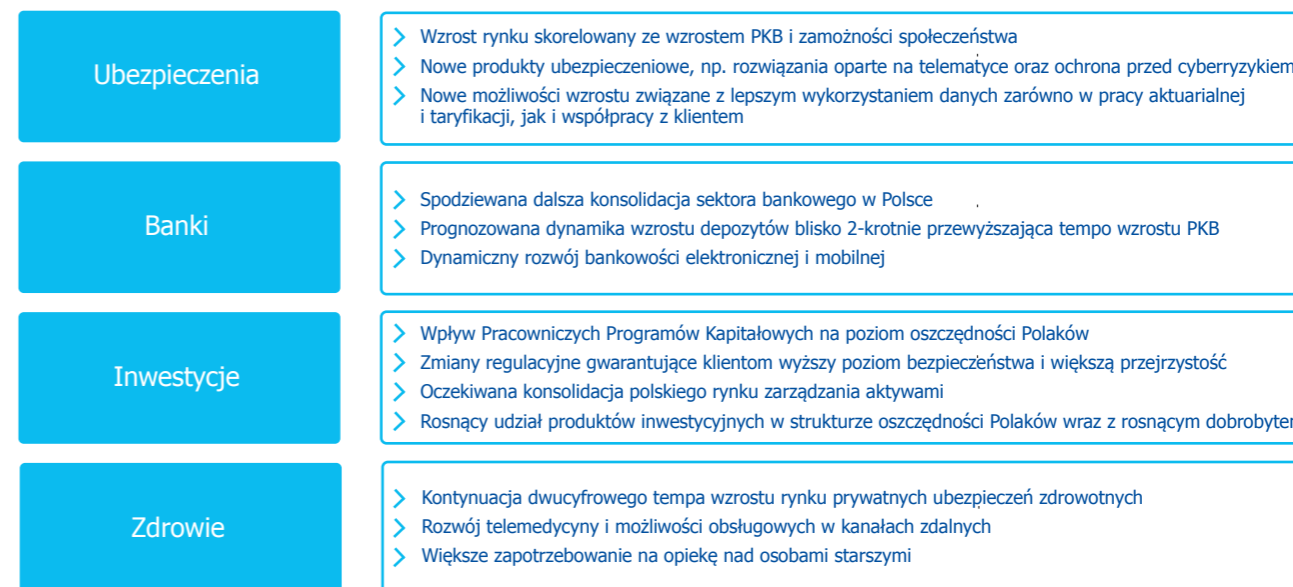 Ubezpieczenia
Wzrost rynku skorelowany ze wzrostem PKB i zamożności społeczeństwa
Nowe produkty ubezpieczeniowe, np. rozwiązania oparte na telematyce oraz ochrona przed cyberryzykiem
Nowe możliwości wzrostu związane z lepszym wykorzystaniem danych zarówno w pracy aktuarialnej
i taryfikacji, jak i współpracy z klientem
Banki
Spodziewana dalsza konsolidacja sektora bankowego w Polsce
Prognozowana dynamika wzrostu depozytów blisko 2-krotnie przewyższająca tempo wzrostu PKB
Dynamiczny rozwój bankowości elektronicznej i mobilnej
Inwestycje
Wpływ Pracowniczych Programów Kapitałowych na poziom oszczędności Polaków
Zmiany regulacyjne gwarantujące klientom wyższy poziom bezpieczeństwa i większą przejrzystość
Oczekiwana konsolidacja polskiego rynku zarządzania aktywami
Rosnący udział produktów inwestycyjnych w strukturze oszczędności Polaków wraz z rosnącym
Zdrowie
Kontynuacja dwucyfrowego tempa wzrostu rynku prywatnych ubezpieczeń zdrowotnych
Rozwój telemedycyny i możliwości obsługowych w kanałach zdalnych
Większe zapotrzebowanie na opiekę nad osobami starszymi